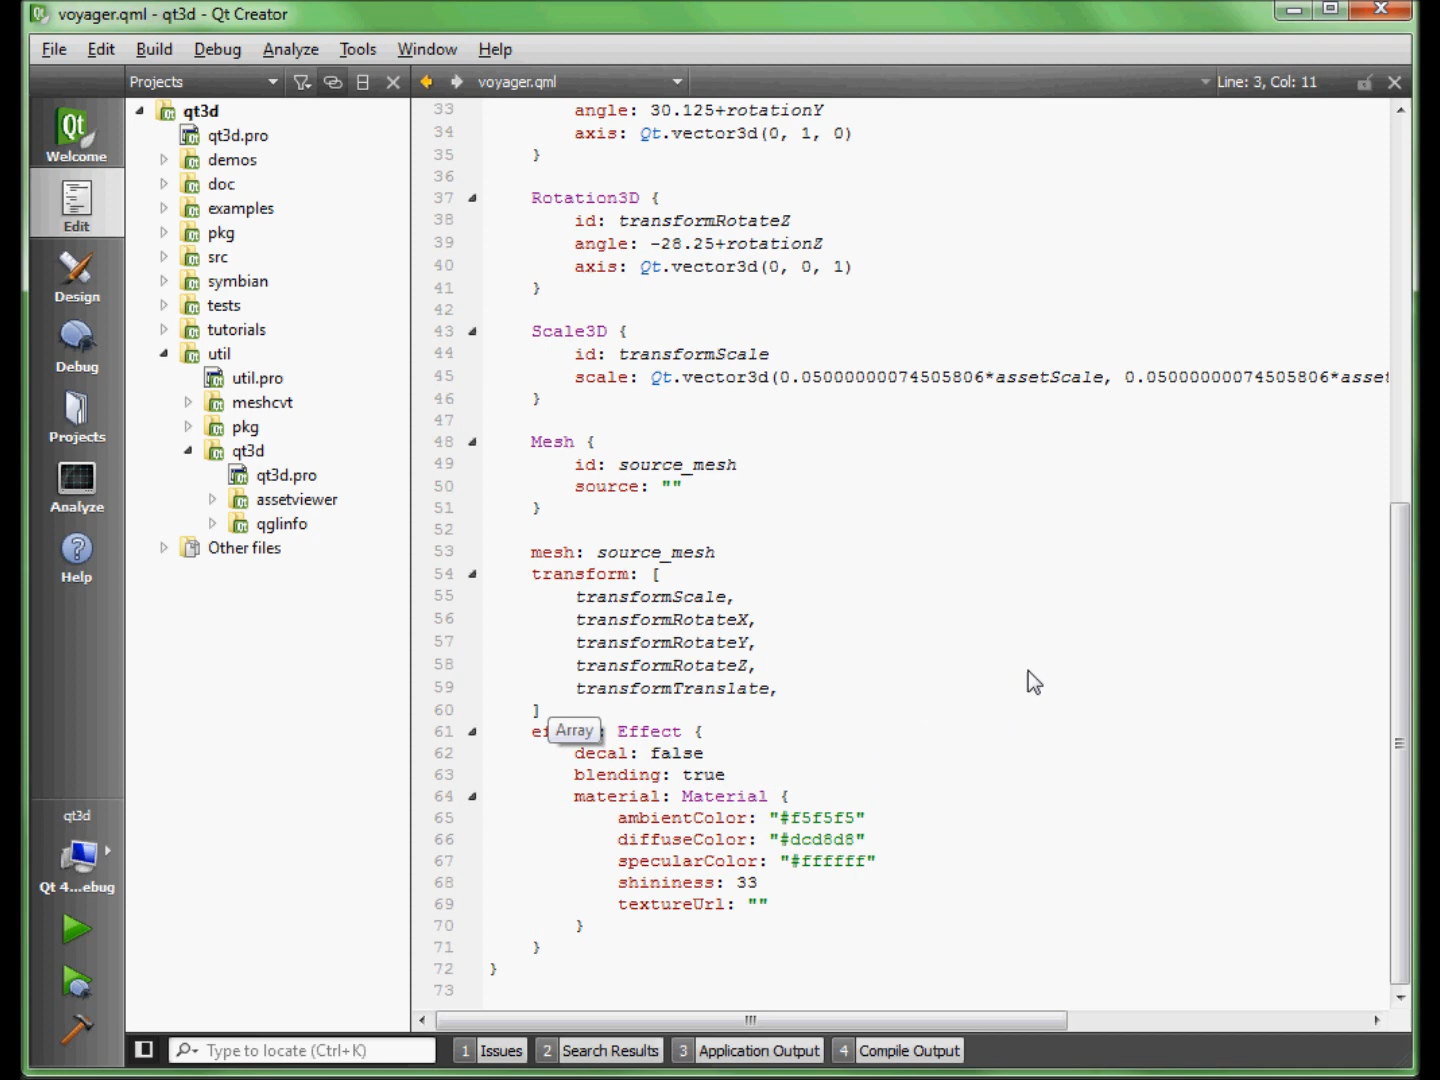 voyager.qml - qt3d - Qt Creator
File Edit Build Debug Analyze Tools Window Help
Projects
voyager.qml
Line: 3, Col: 11
Qt
Welcome
Edit
Design
Debug
Projects
Analyze
Help
qt3d
Qt 4...ebug
qt3d
qt3d.pro
demos
doc
examples
pkg
src
symbian
tests
tutorials
util
util.pro
meshcvt
pkg
qt3d
qt3d.pro
assetviewer
qglinfo
Other files
33 angle: 30.125+rotationY
34 axis: Qt.vector3d(0, 1, 0)
35 }
36
37 Rotation3D {
38 id: transformRotateZ
39 angle: -28.25+rotationZ
40 axis: Qt.vector3d(0, 0, 1)
41 }
42
43 Scale3D {
44 id: transformScale
45 scale: Qt.vector3d(0.05000000074505806*assetScale, 0.05000000074505806*asset
46 }
47
48 Mesh {
49 id: source_mesh
50 source: ""
51 }
52
53 mesh: source_mesh
54 transform: [
55 transformScale,
56 transformRotateX,
57 transformRotateY,
58 transformRotateZ,
59 transformTranslate,
60 ]
Array
61 ef : Effect {
62 decal: false
63 blending: true
64 material: Material {
65 ambientColor: "#f5f5f5"
66 diffuseColor: "#dcd8d8"
67 specularColor: "#ffffff"
68 shininess: 33
69 textureUrl: ""
70 }
71 }
72 }
73
Type to locate (Ctrl+K)
1 Issues 2 Search Results 3 Application Output 4 Compile Output